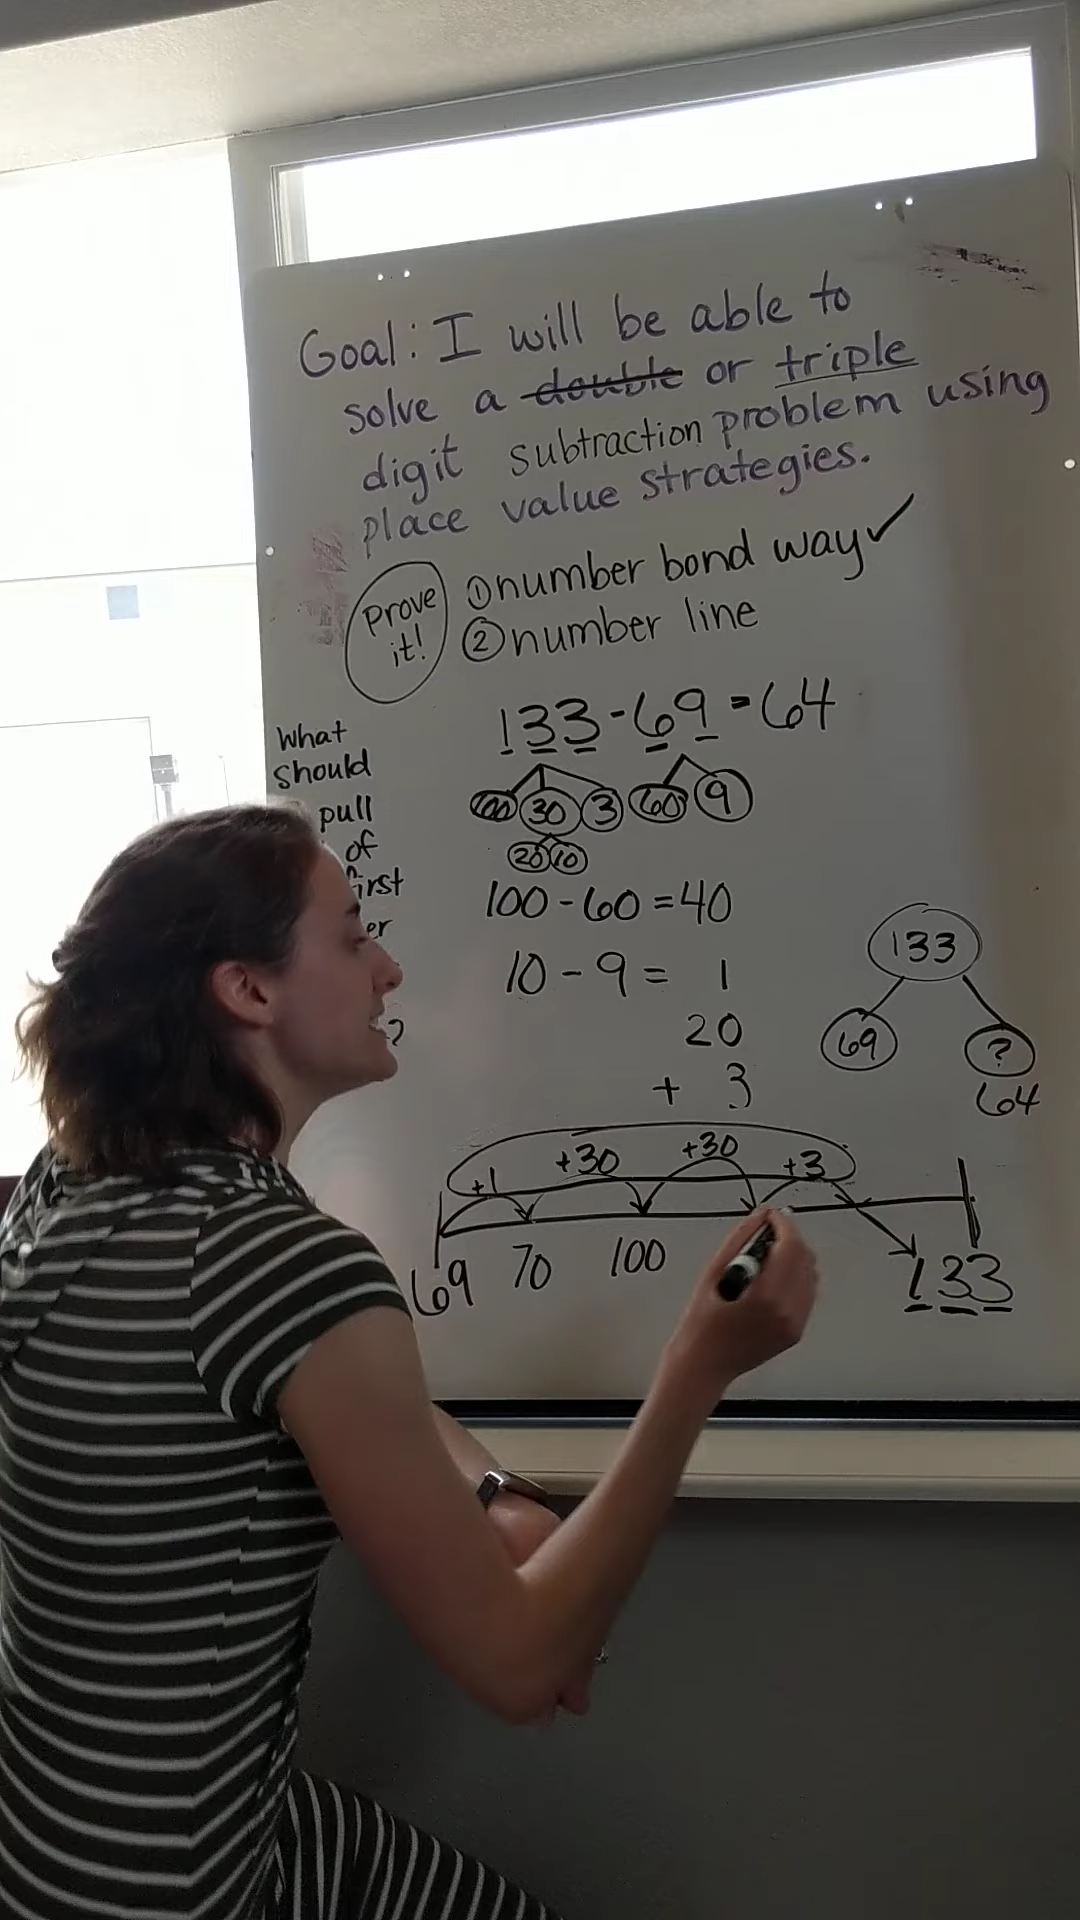 Goal: I will be able to
solve a double or triple
digit subtraction problem using
place value strategies.
Prove it!
① number bond way ✓
② number line
What
should
pull
of
133 - 69 = 64
100 30 3 60 9
20 10
100 - 60 = 40
10 - 9 = 1
20
+ 3
133
69 ?
64
+1 +30 +30 +3
69 70 100 133